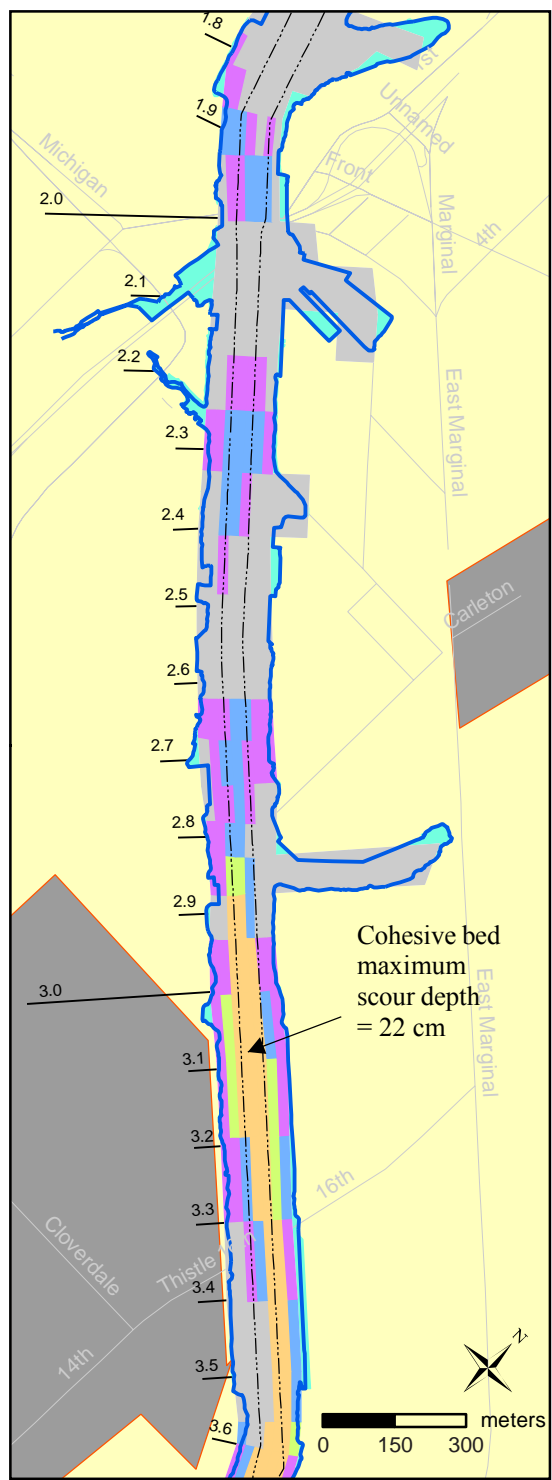 1.8
rst
1.9
Unnamed
Michigan
Front
2.0
Marginal
4th
2.1
2.2
East Marginal
2.3
2.4
2.5
Carleton
2.6
2.7
2.8
2.9
Cohesive bed
maximum
scour depth
= 22 cm
3.0
East Marginal
3.1
3.2
16th
3.3
Cloverdale
Thistle
3.4
14th
N
3.5
3.6
meters
0 150 300